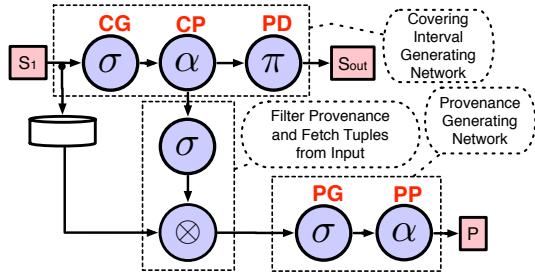 CG CP PD
S1 σ α π Sout
Covering
Interval
Generating
Network
σ
Filter Provenance
and Fetch Tuples
from Input
Provenance
Generating
Network
PG PP
⊗ σ α P